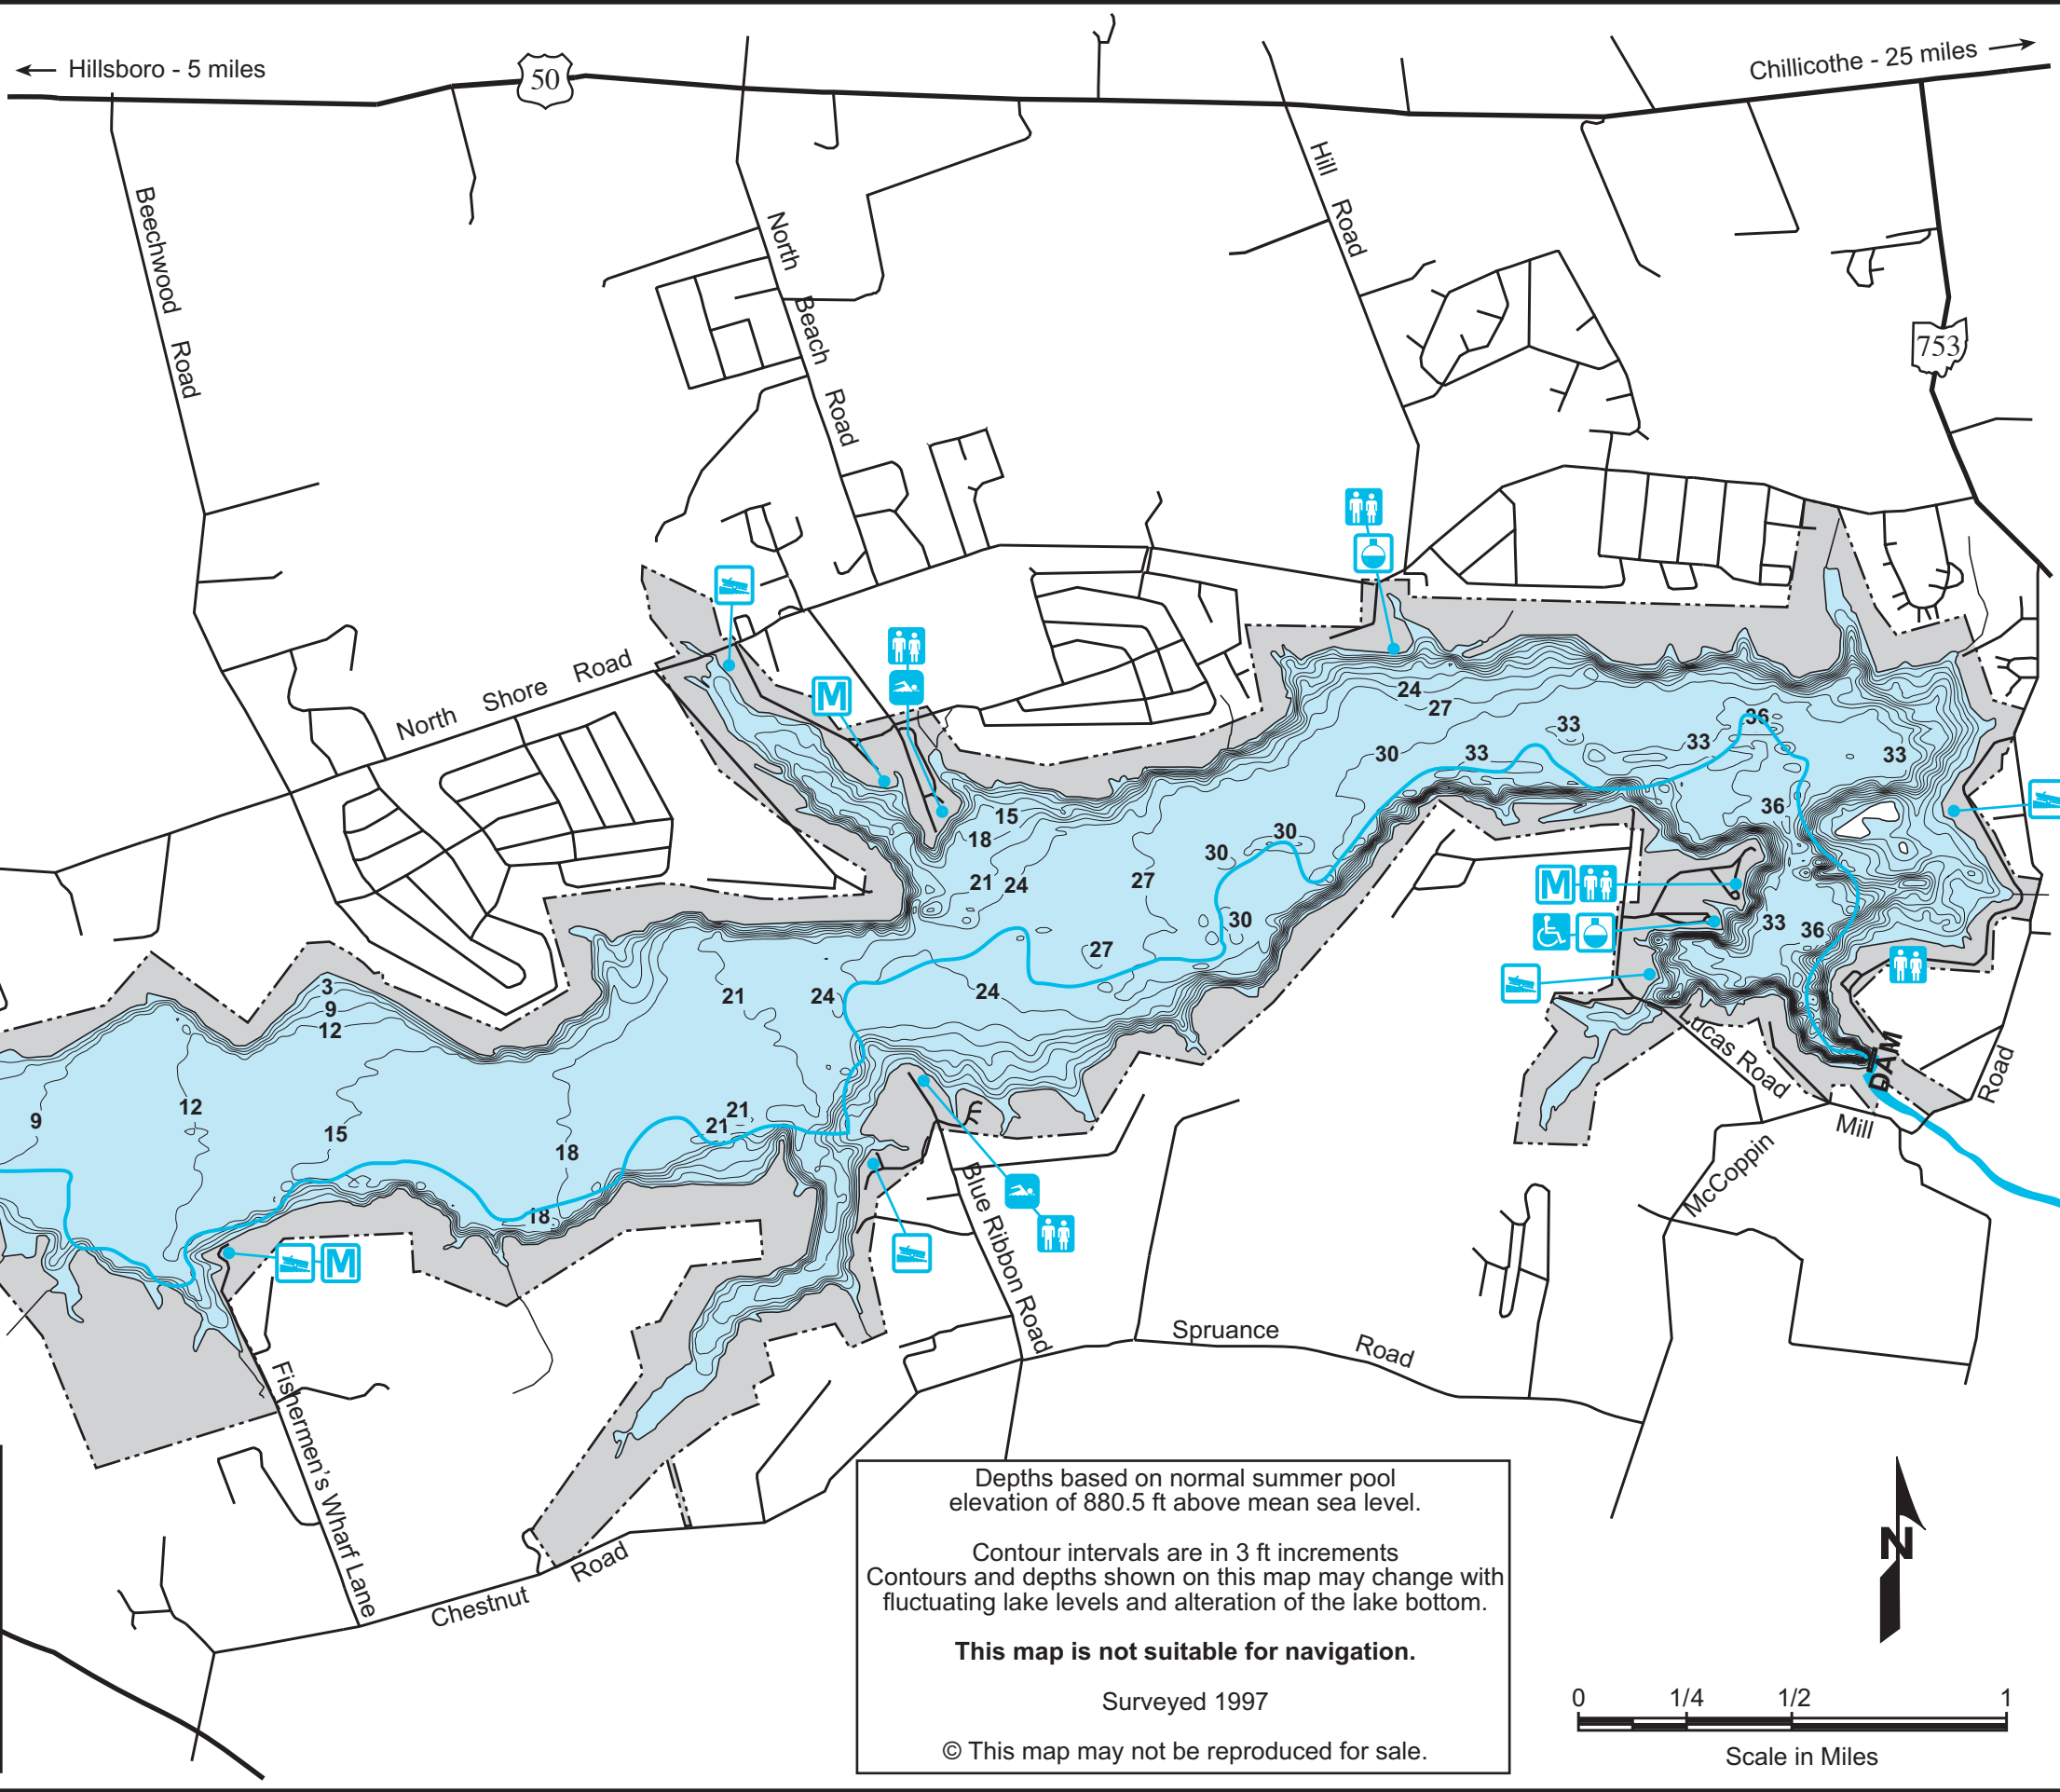 Hillsboro - 5 miles
50
Chillicothe - 25 miles
Beechwood Road
North Beach Road
Hill Road
753
North Shore Road
M
24
27
33
36
33
33
30
33
36
15
18
21
24
27
30
30
30
27
24
24
21
3
9
12
M
33
36
9
12
15
18
21
21
18
M
DAM
Lucas Road
Mill
Road
McCoppin
Blue Ribbon Road
Spruance Road
Fishermen's Wharf Lane
Chestnut Road
Depths based on normal summer pool
elevation of 880.5 ft above mean sea level.
Contour intervals are in 3 ft increments
Contours and depths shown on this map may change with
fluctuating lake levels and alteration of the lake bottom.
This map is not suitable for navigation.
Surveyed 1997
© This map may not be reproduced for sale.
N
0 1/4 1/2 1
Scale in Miles